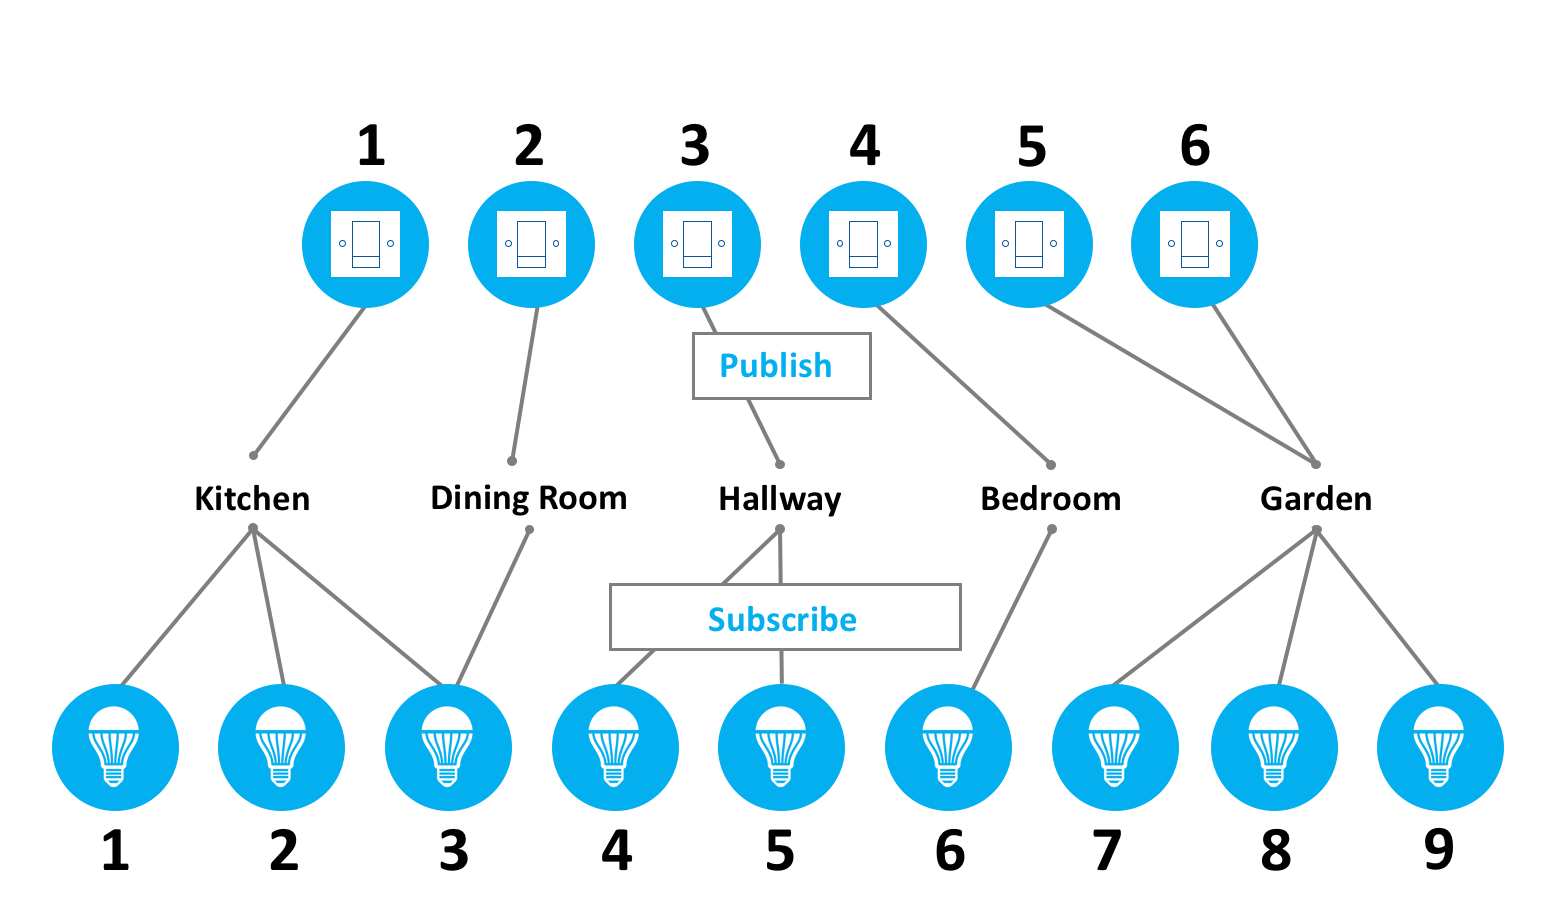 1 2 3 4 5 6
Publish
Kitchen Dining Room Hallway Bedroom Garden
Subscribe
1 2 3 4 5 6 7 8 9